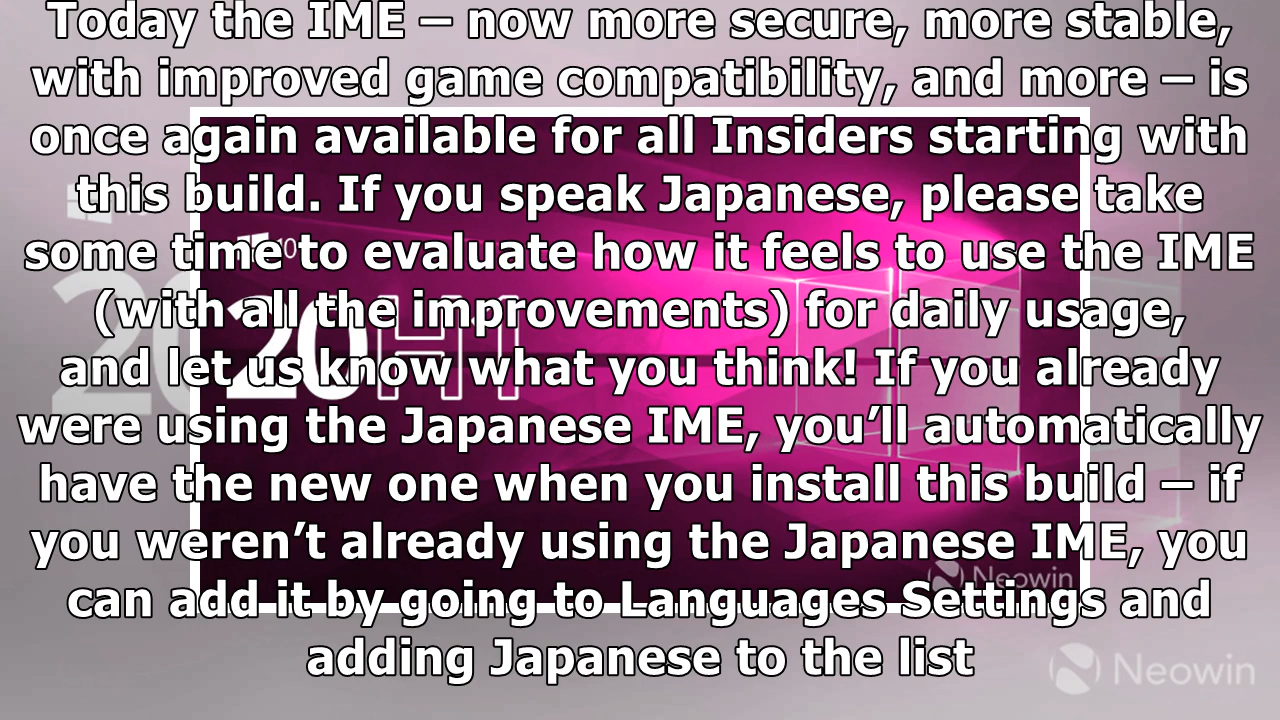 Today the IME – now more secure, more stable,
with improved game compatibility, and more – is
once again available for all Insiders starting with
this build. If you speak Japanese, please take
some time to evaluate how it feels to use the IME
(with all the improvements) for daily usage,
and let us know what you think! If you already
were using the Japanese IME, you’ll automatically
have the new one when you install this build – if
you weren’t already using the Japanese IME, you
can add it by going to Languages Settings and
adding Japanese to the list
10
20H1
Neowin
20
Neowin